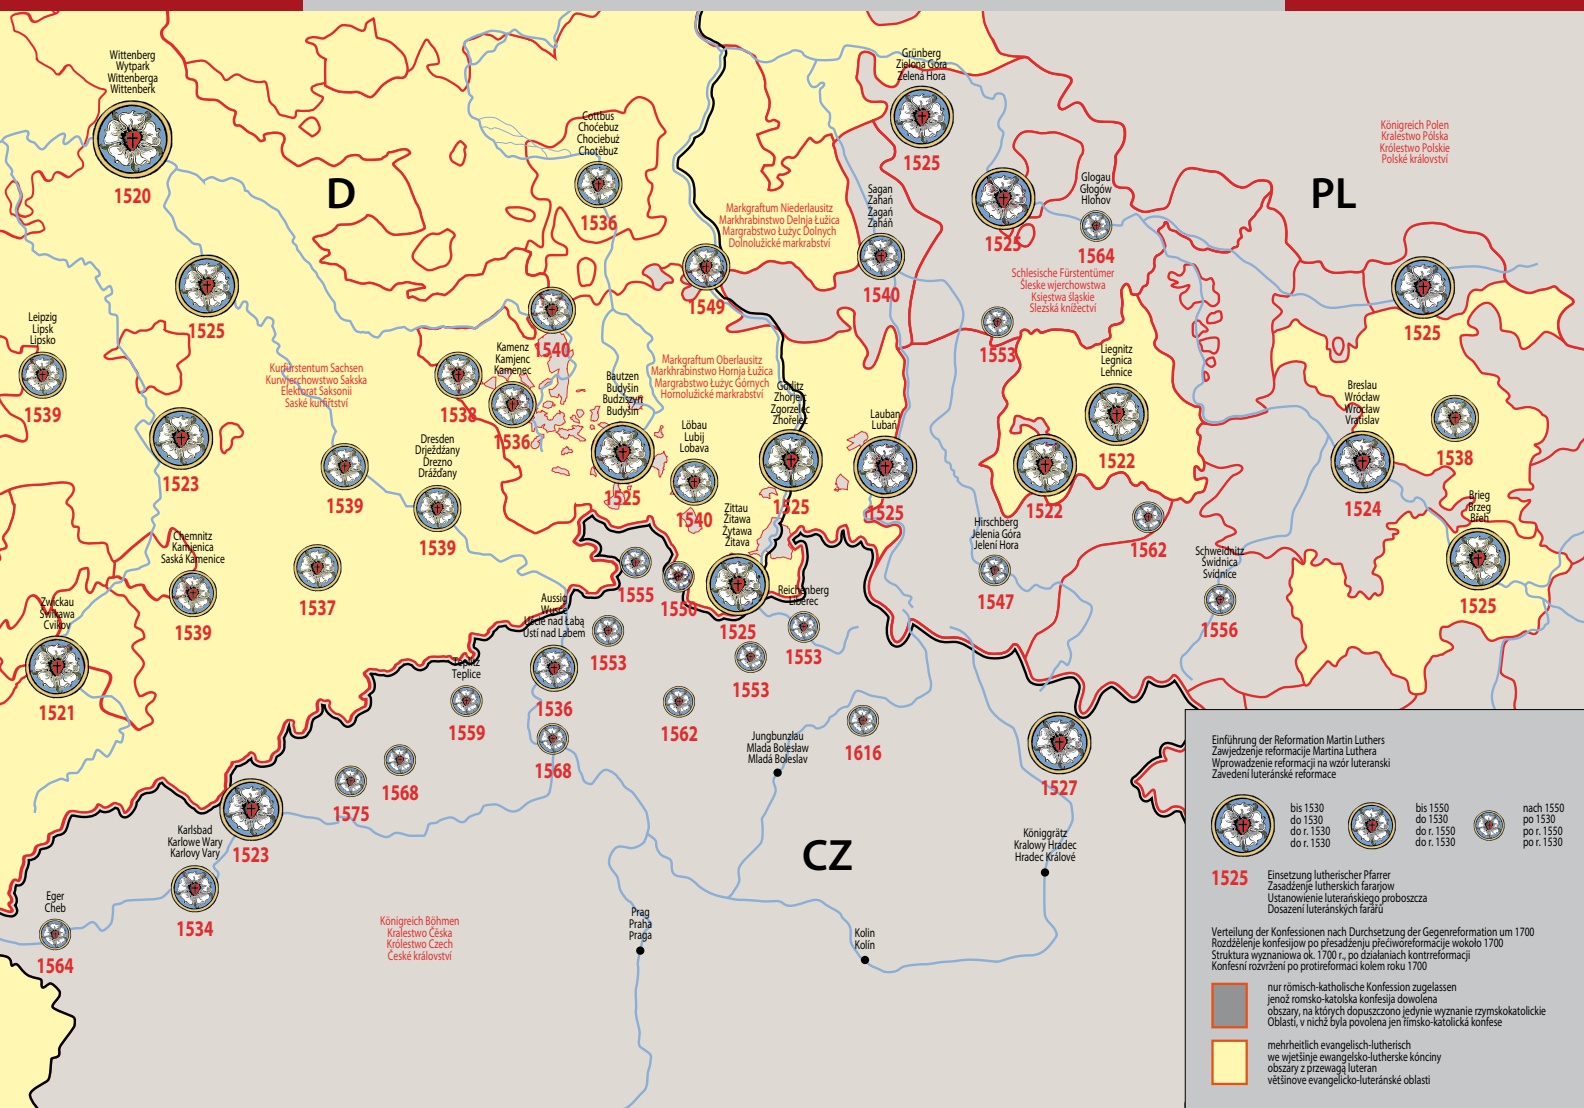 Wittenberg
Wytpark
Wittenberga
Wittenberk
1520
D
Cottbus
Choćebuz
Chociebuż
Chotěbuz
1536
Grünberg
Zielona Góra
Zelená Hora
1525
Königreich Polen
Kralestwo Pólska
Królestwo Polskie
Polské království
PL
Markgraftum Niederlausitz
Markhrabinstwo Delnja Łužica
Margrabstwo Łużyc Dolnych
Dolnolužické markrabství
Sagan
Zahań
Żagań
Zaháň
1540
1525
Glogau
Głogów
Hlohov
1564
Schlesische Fürstentümer
Šleske wjerchowstwa
Księstwa śląskie
Slezská knížectví
1553
1525
1549
1525
Leipzig
Lipsk
Lipsko
1539
Kurfürstentum Sachsen
Kurwjerchowstwo Sakska
Elektorat Saksonii
Saské kurfiřtství
1540
1538
Kamenz
Kamjenc
Kamenec
1536
Markgraftum Oberlausitz
Markhrabinstwo Hornja Łužica
Margrabstwo Łużyc Górnych
Hornolužické markrabství
Bautzen
Budyšin
Budziszyn
Budyšín
1525
Löbau
Lubij
Lobava
1540
Görlitz
Zhorjelc
Zgorzelec
Zhořelec
1525
Lauban
Lubań
1525
Liegnitz
Legnica
Lehnice
1522
1522
Breslau
Wrócław
Wrocław
Vratislav
1524
1538
Brieg
Brzeg
Břeh
1525
1523
1539
Dresden
Drježdźany
Drezno
Drážďany
1539
Chemnitz
Kamjenica
Saská Kamenice
1539
1537
Zwickau
Šwikawa
Cvikov
1521
Zittau
Žitawa
Żytawa
Žitava
1525
1555
1550
Hirschberg
Jelenia Góra
Jelení Hora
1547
1562
Schweidnitz
Świdnica
Svídnice
1556
Reichenberg
Liberec
1553
1553
1553
Aussig
Wusće
Uście nad Łabą
Ústí nad Labem
1536
Teplitz
Teplice
1559
1562
1568
1568
1575
1523
1616
1527
Jungbunzlau
Mlada Bolesław
Mladá Boleslav
CZ
Königgrätz
Kralowy Hradec
Hradec Králové
Karlsbad
Karlowe Wary
Karlovy Vary
1534
Eger
Cheb
1564
Königreich Böhmen
Kralestwo Čěska
Królestwo Czech
České království
Prag
Praha
Praga
Kolin
Kolín
Einführung der Reformation Martin Luthers
Zawjedźenje reformacije Martina Luthera
Wprowadzenie reformacji na wzór luteranski
Zavedení luteránské reformace
bis 1530
do 1530
do r. 1530
do r. 1530
bis 1550
do 1530
do r. 1550
do r. 1530
nach 1550
po 1530
po r. 1550
po r. 1530
1525
Einsetzung lutherischer Pfarrer
Zasadźenje lutherskich fararjow
Ustanowienie luterańskiego proboszcza
Dosazení luteránských farářů
Verteilung der Konfessionen nach Durchsetzung der Gegenreformation um 1700
Rozdźělenje konfesijow po přesadźenju přećiworeformacije wokoło 1700
Struktura wyznaniowa ok. 1700 r., po działaniach kontrreformacji
Konfesní rozvržení po protireformaci kolem roku 1700
nur römisch-katholische Konfession zugelassen
jenož romsko-katolska konfesija dowolena
obszary, na których dopuszczono jedynie wyznanie rzymskokatolickie
Oblasti, v nichž byla povolena jen římsko-katolická konfese
mehrheitlich evangelisch-lutherisch
we wjetšinje ewangelsko-lutherske kónciny
obszary z przewagą luteran
většinove evangelicko-luteránské oblasti